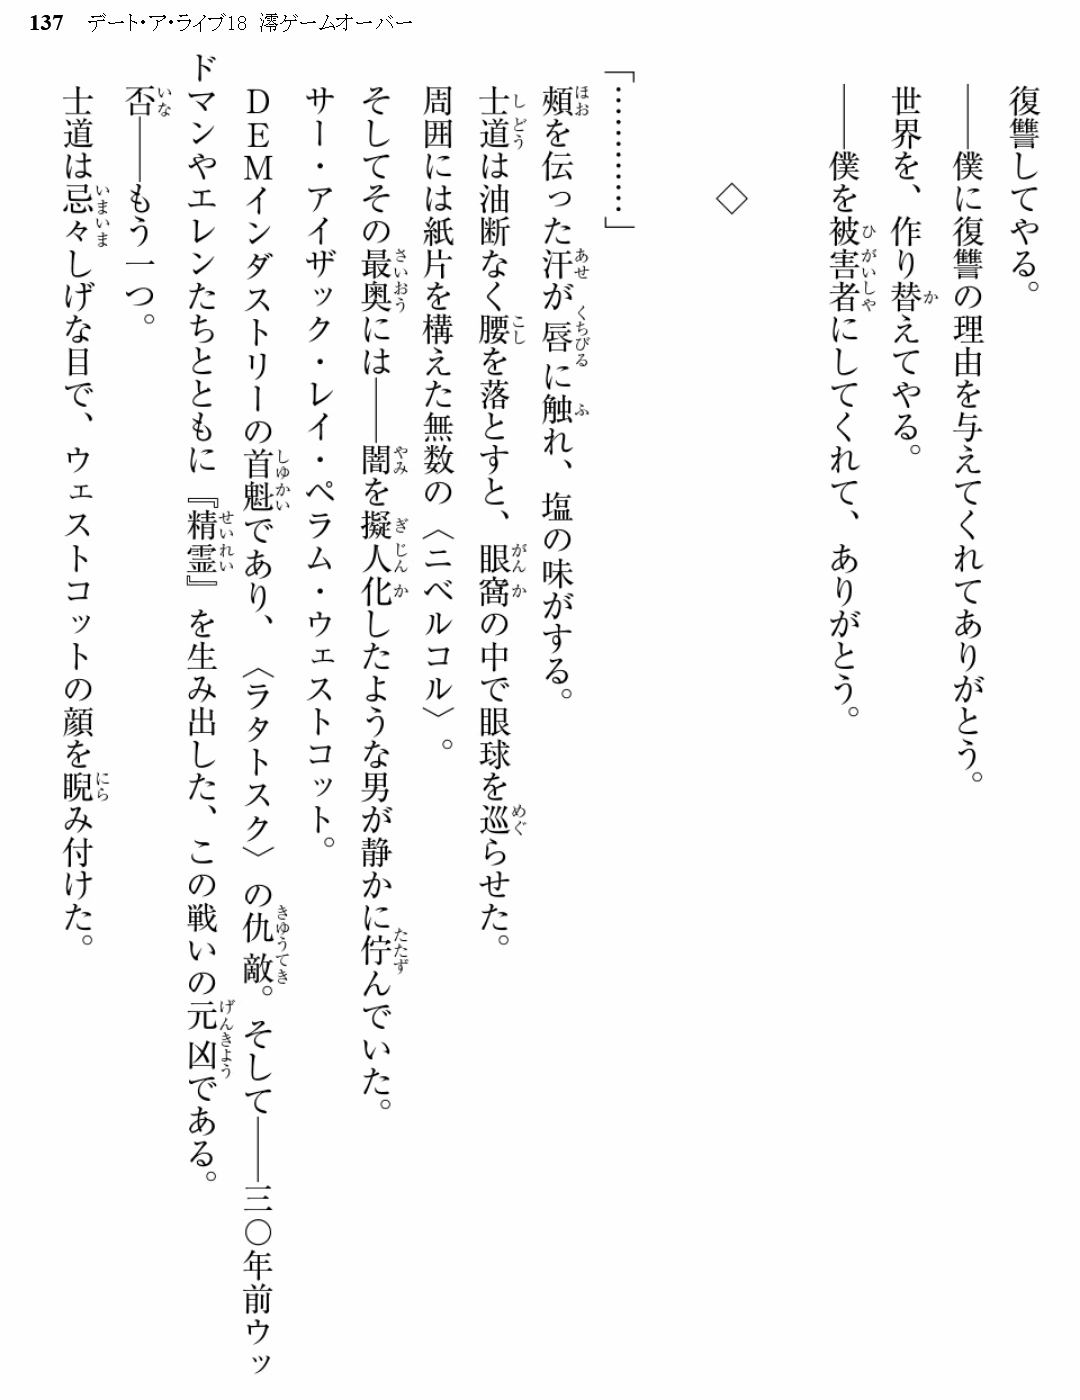 137 デート・ア・ライブ18 澪ゲームオーバー
復讐してやる。
――僕に復讐の理由を与えてくれてありがとう。
世界を、作り替えてやる。
――僕を被害者にしてくれて、ありがとう。
◇
「…………」
頰を伝った汗が唇に触れ、塩の味がする。
士道は油断なく腰を落とすと、眼窩の中で眼球を巡らせた。
周囲には紙片を構えた無数の〈ニベルコル〉。
そしてその最奥には――闇を擬人化したような男が静かに佇んでいた。
サー・アイザック・レイ・ペラム・ウェストコット。
ＤＥＭインダストリーの首魁であり、〈ラタトスク〉の仇敵。そして――三〇年前ウッ
ドマンやエレンたちとともに『精霊』を生み出した、この戦いの元凶である。
否――もう一つ。
士道は忌々しげな目で、ウェストコットの顔を睨み付けた。